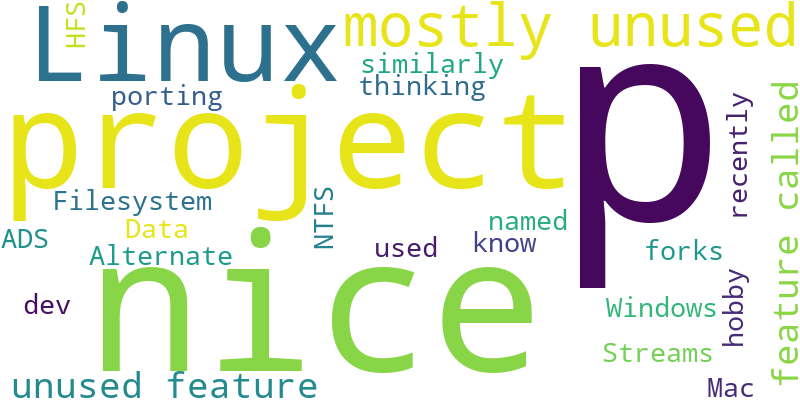 HFS
Linux
mostly unused
similarly
thinking
porting
project
p
recently
feature called
Filesystem
NTFS
Data
named
ADS
Alternate
used
know
forks
nice
hobby
dev
Windows
Streams
unused feature
Mac